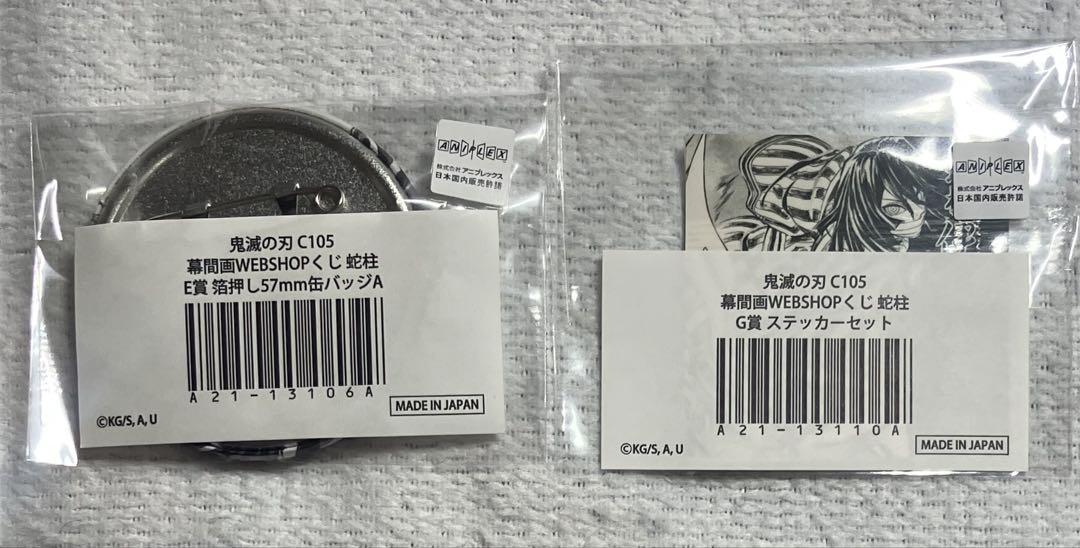 ANIPLEX
株式会社 アニプレックス
日本国内販売許諾
鬼滅の刃 C105
幕間画WEBSHOPくじ 蛇柱
E賞 箔押し57mm缶バッジA
A21-13106A
©KG/S, A, U
MADE IN JAPAN
ANIPLEX
株式会社 アニプレックス
日本国内販売許諾
鬼滅の刃 C105
幕間画WEBSHOPくじ 蛇柱
G賞 ステッカーセット
A21-13110A
©KG/S, A, U
MADE IN JAPAN